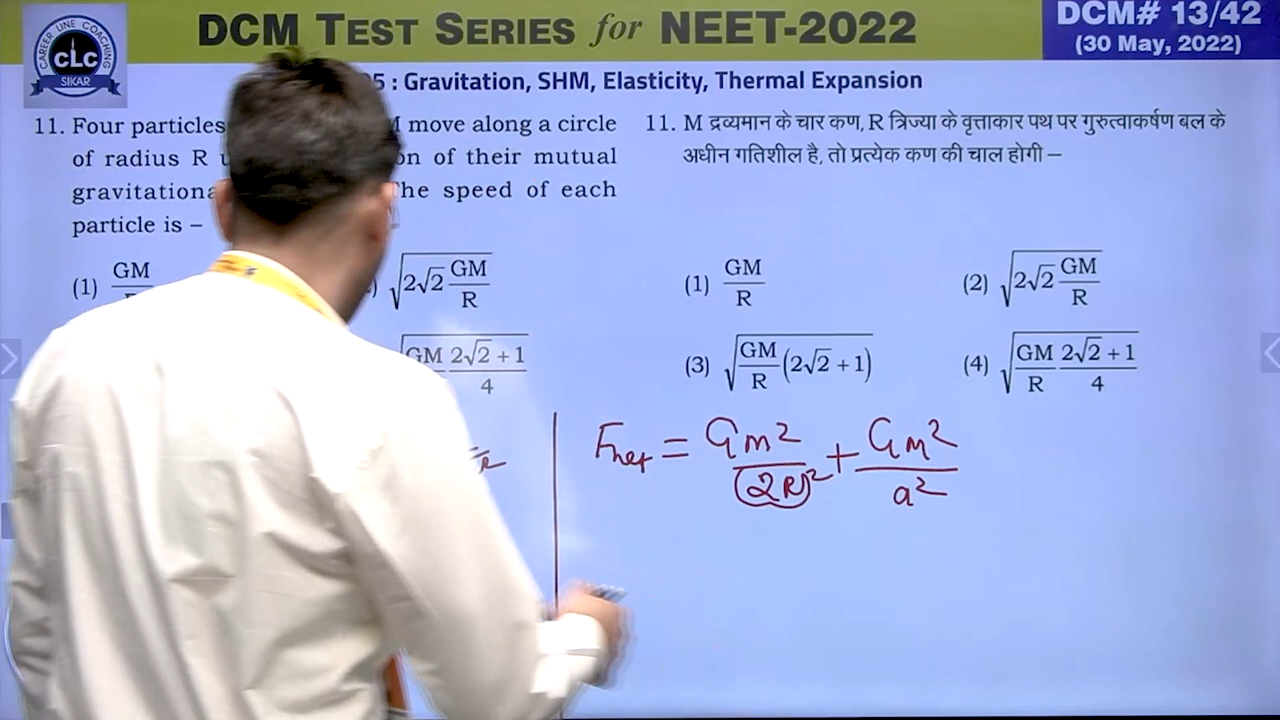 DCM TEST SERIES for NEET-2022
DCM# 13/42
(30 May, 2022)
CAREER LINE COACHING
CLC
SIKAR
5 : Gravitation, SHM, Elasticity, Thermal Expansion
11. Four particles M move along a circle
of radius R on of their mutual
gravitationa The speed of each
particle is –
(1) GM
√2√2 GM/R
GM/R 2√2 + 1/4
11. M द्रव्यमान के चार कण, R त्रिज्या के वृत्ताकार पथ पर गुरुत्वाकर्षण बल के
अधीन गतिशील है, तो प्रत्येक कण की चाल होगी –
(1) GM/R
(2) √2√2 GM/R
(3) √GM/R (2√2 + 1)
(4) √GM/R 2√2 + 1/4
Fnet = Gm²/(2R)² + Gm²/a²